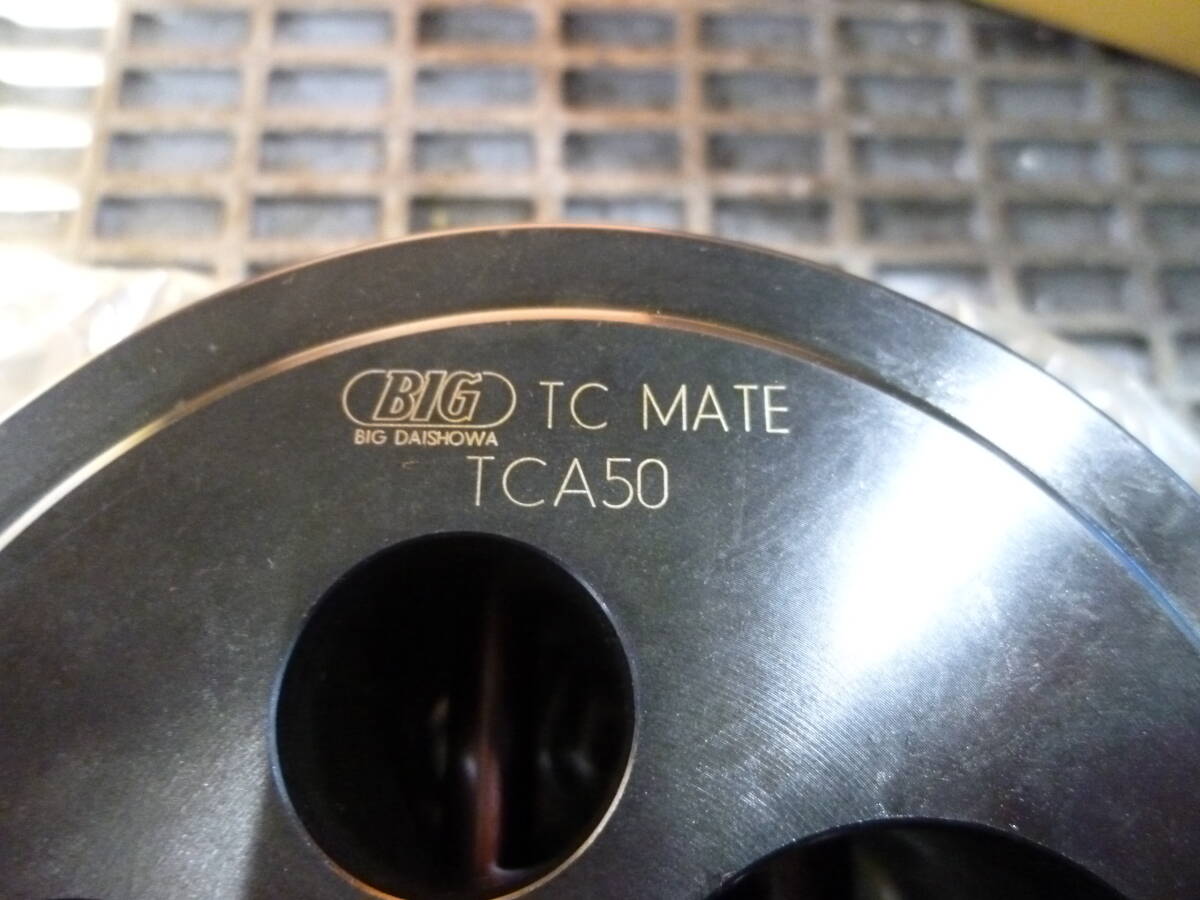 BIG TC MATE
BIG DAISHOWA
TCA50